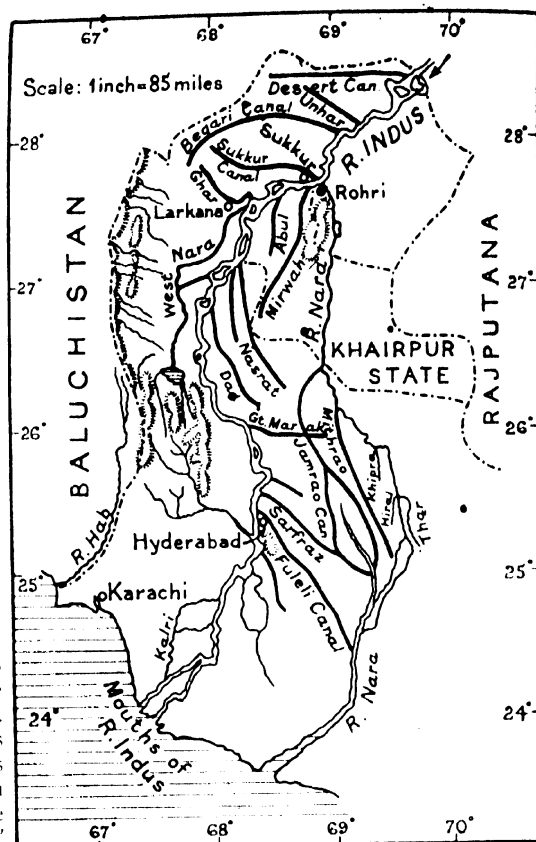 67° 68° 69° 70°
Scale: 1inch=85 miles
Desert Can.
Unhar
Begari Canal
28° 28°
Sukkur
Sukkur
Canal
R. INDUS
Ghar
Larkana
Rohri
Abul
Mirwah
West Nara
R. Nara
27° 27°
BALUCHISTAN
RAJPUTANA
KHAIRPUR
STATE
Nasrat
Dad
Gt. Marak
Mithrao
26° 26°
Jamrao Can.
Khipro
Hiral
Thar
R. Hab
Hyderabad
Sarfraz
Fuleli Canal
25° 25°
Karachi
Kalri
R. Nara
24° 24°
Mouths of
R. Indus
67° 68° 69° 70°